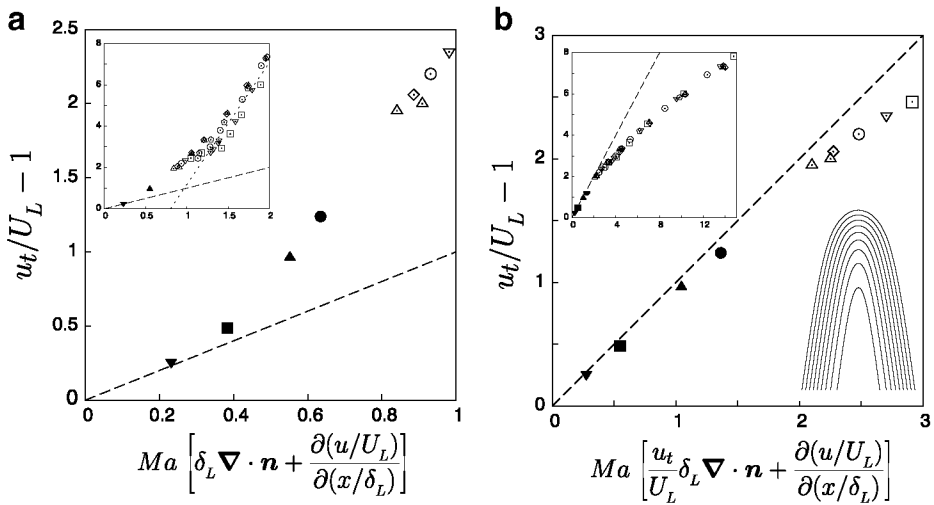 a
2.5
2
1.5
1
0.5
0
0 0.2 0.4 0.6 0.8 1
8
6
4
2
0
0 0.5 1 1.5 2
u_t/U_L − 1
Ma [δ_L ∇ · n + ∂(u/U_L)/∂(x/δ_L)]
b
3
2
1
0
0 1 2 3
8
6
4
2
0
0 4 8 12
u_t/U_L − 1
Ma [u_t/U_L δ_L ∇ · n + ∂(u/U_L)/∂(x/δ_L)]